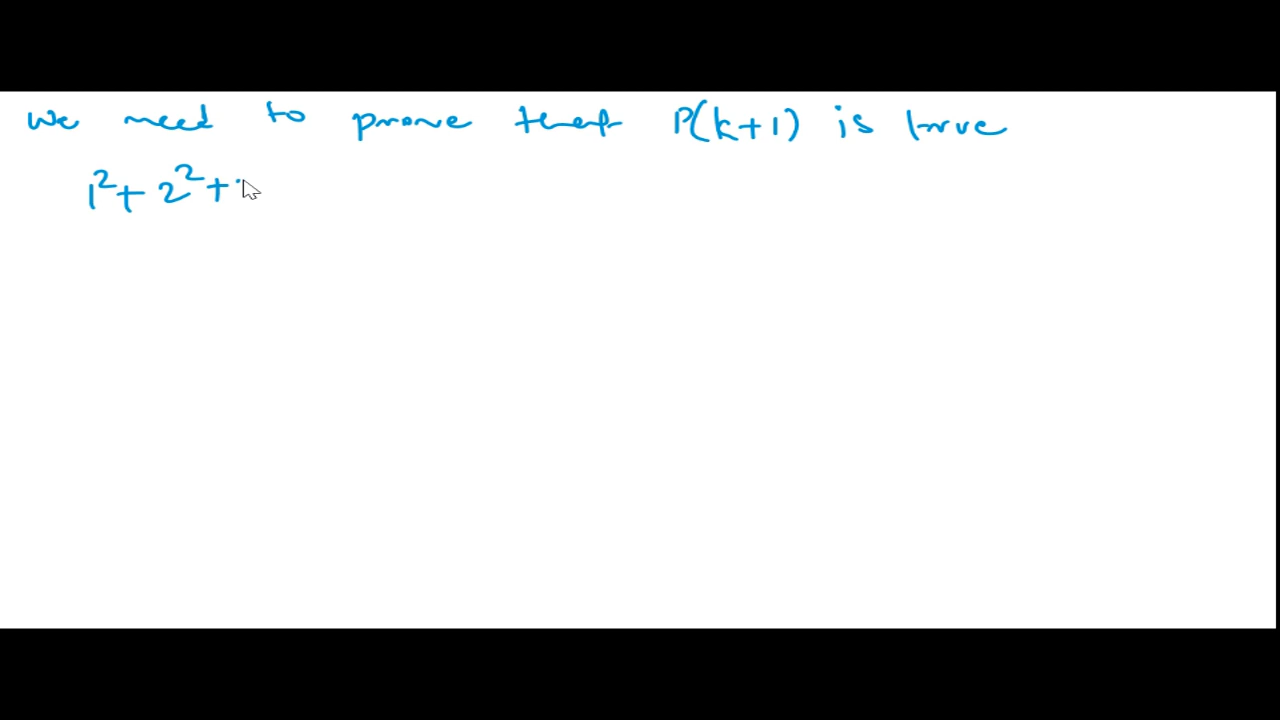 We need to prove that P(k+1) is true
1²+ 2²+